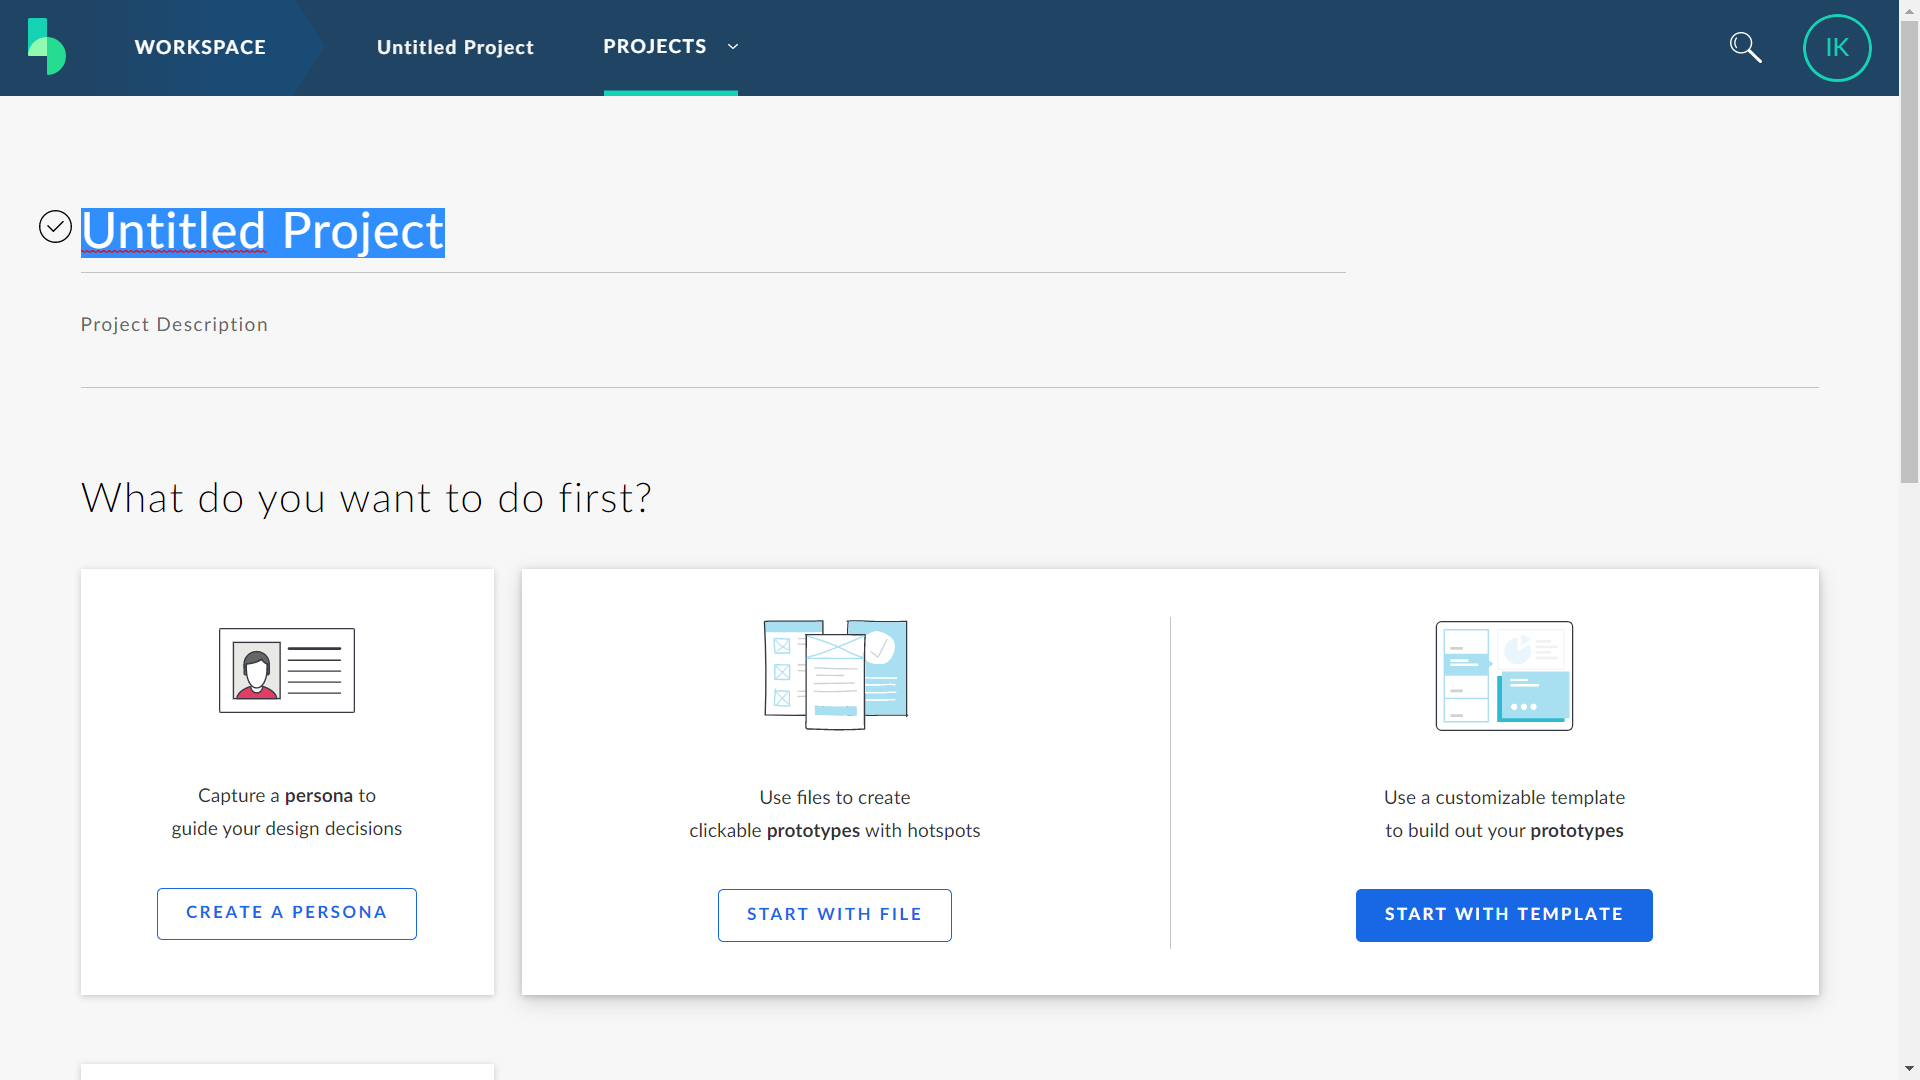 WORKSPACE
Untitled Project
PROJECTS
IK
Untitled Project
Project Description
What do you want to do first?
Capture a persona to
guide your design decisions
CREATE A PERSONA
Use files to create
clickable prototypes with hotspots
START WITH FILE
Use a customizable template
to build out your prototypes
START WITH TEMPLATE